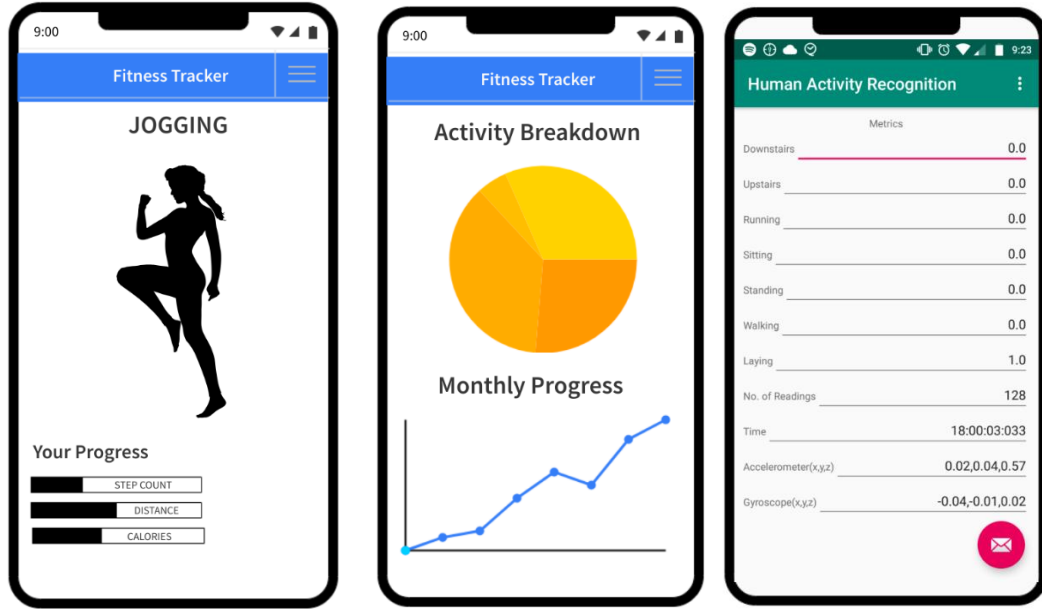 9:00
Fitness Tracker
JOGGING
Your Progress
STEP COUNT
DISTANCE
CALORIES
9:00
Fitness Tracker
Activity Breakdown
Monthly Progress
9:23
Human Activity Recognition
Metrics
Downstairs 0.0
Upstairs 0.0
Running 0.0
Sitting 0.0
Standing 0.0
Walking 0.0
Laying 1.0
No. of Readings 128
Time 18:00:03:033
Accelerometer(x,y,z) 0.02,0.04,0.57
Gyroscope(x,y,z) -0.04,-0.01,0.02